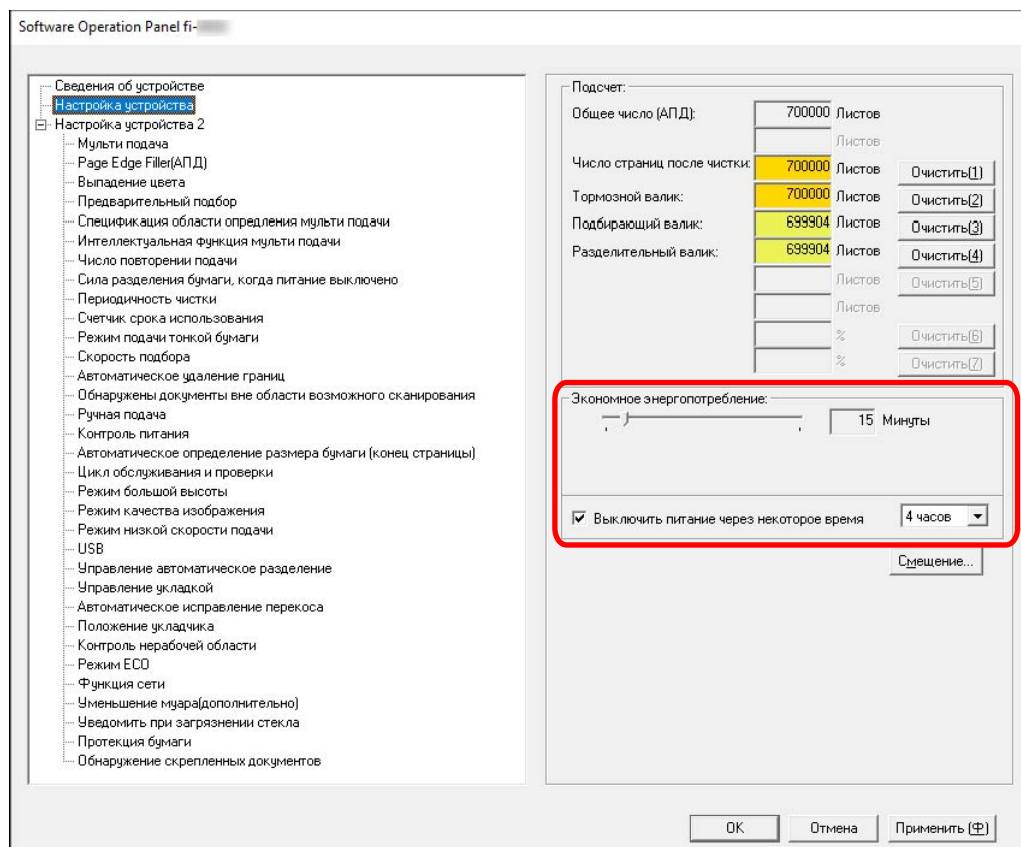 Software Operation Panel fi-
Сведения об устройстве
Настройка устройства
Настройка устройства 2
Мульти подача
Page Edge Filler(АПД)
Выпадение цвета
Предварительный подбор
Спецификация области опредления мульти подачи
Интеллектуальная функция мульти подачи
Число повторении подачи
Сила разделения бумаги, когда питание выключено
Периодичность чистки
Счетчик срока использования
Режим подачи тонкой бумаги
Скорость подбора
Автоматическое удаление границ
Обнаружены документы вне области возможного сканирования
Ручная подача
Контроль питания
Автоматическое определение размера бумаги (конец страницы)
Цикл обслуживания и проверки
Режим большой высоты
Режим качества изображения
Режим низкой скорости подачи
USB
Управление автоматическое разделение
Управление укладкой
Автоматическое исправление перекоса
Положение укладчика
Контроль нерабочей области
Режим ECO
Функция сети
Уменьшение муара(дополнительно)
Уведомить при загрязнении стекла
Протекция бумаги
Обнаружение скрепленных документов
Подсчет:
Общее число (АПД): 700000 Листов
Листов
Число страниц после чистки: 700000 Листов Очистить(1)
Тормозной валик: 700000 Листов Очистить(2)
Подбирающий валик: 699904 Листов Очистить(3)
Разделительный валик: 699904 Листов Очистить(4)
Листов Очистить(5)
Листов
% Очистить(6)
% Очистить(7)
Экономное энергопотребление:
15 Минуты
Выключить питание через некоторое время 4 часов
Смещение...
OK Отмена Применить (Ф)